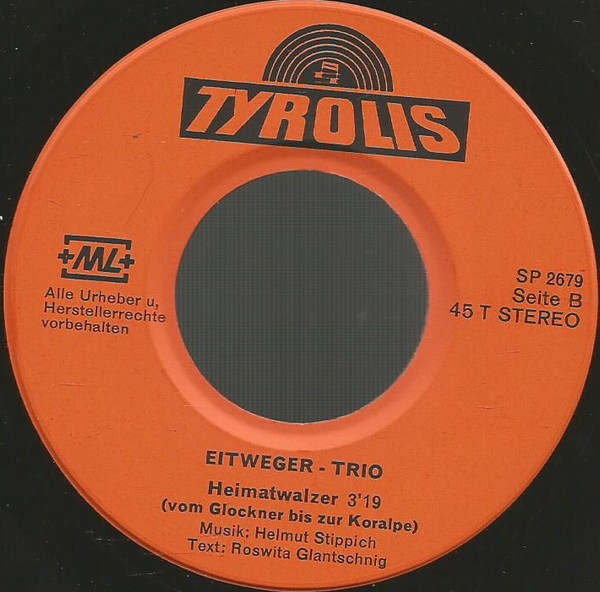 TYROLIS
+ML+
Alle Urheber u,
Herstellerrechte
vorbehalten
SP 2679
Seite B
45 T STEREO
EITWEGER - TRIO
Heimatwalzer 3'19
(vom Glockner bis zur Koralpe)
Musik: Helmut Stippich
Text: Roswita Glantschnig